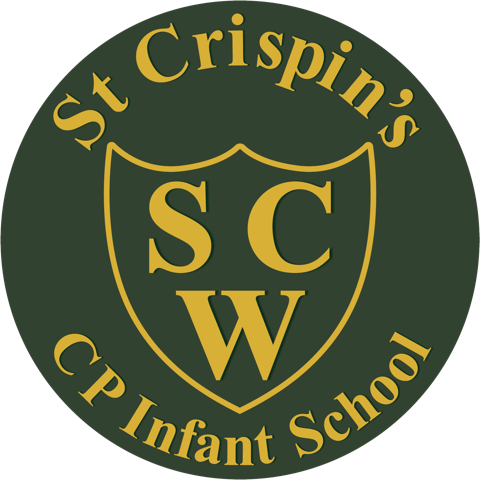 St Crispin's
S C
W
CP Infant School